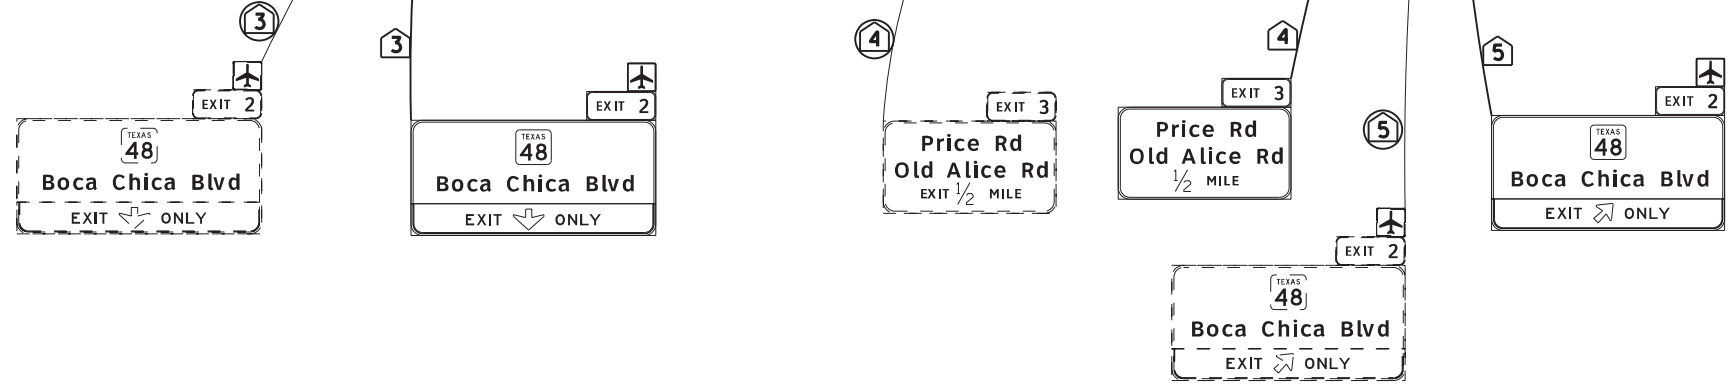 3
EXIT 2
TEXAS
48
Boca Chica Blvd
EXIT ONLY
3
EXIT 2
TEXAS
48
Boca Chica Blvd
EXIT ONLY
4
EXIT 3
Price Rd
Old Alice Rd
EXIT 1/2 MILE
4
EXIT 3
Price Rd
Old Alice Rd
1/2 MILE
5
EXIT 2
TEXAS
48
Boca Chica Blvd
EXIT ONLY
5
EXIT 2
TEXAS
48
Boca Chica Blvd
EXIT ONLY